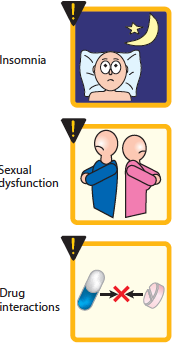 Insomnia
Sexual
dysfunction
Drug
interactions